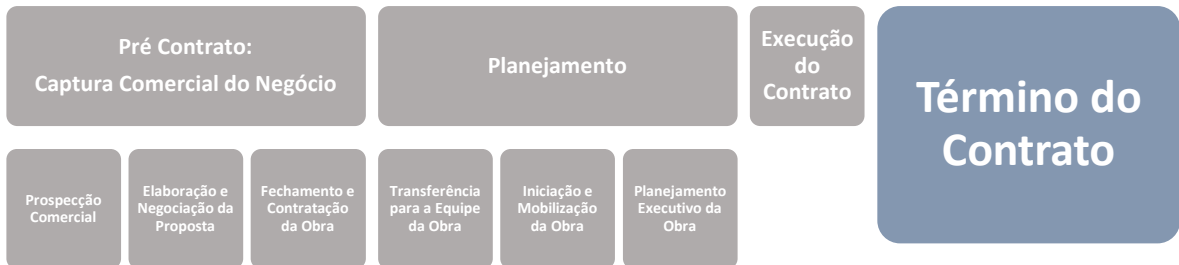 Pré Contrato:
Captura Comercial do Negócio
Planejamento
Execução
do
Contrato
Término do
Contrato
Prospecção
Comercial
Elaboração e
Negociação da
Proposta
Fechamento e
Contratação
da Obra
Transferência
para a Equipe
da Obra
Iniciação e
Mobilização
da Obra
Planejamento
Executivo da
Obra